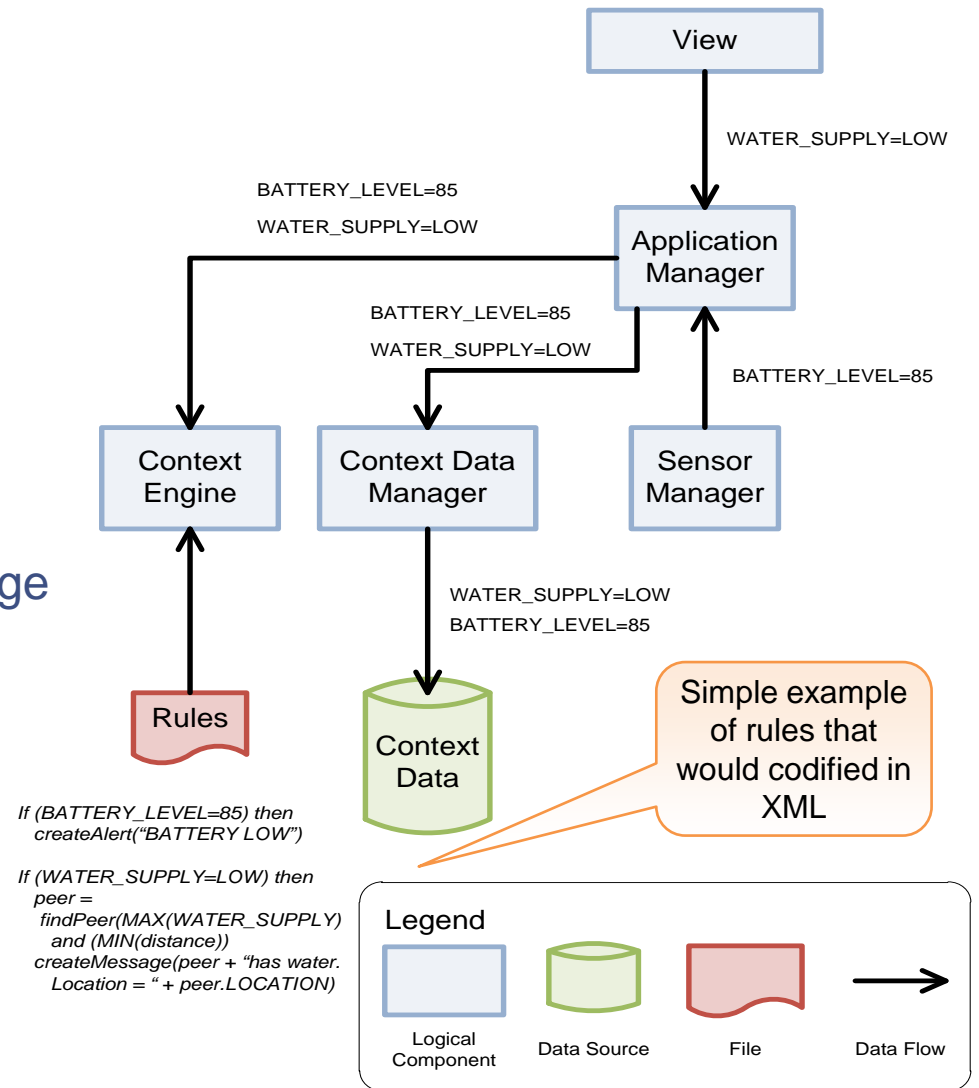 View
WATER_SUPPLY=LOW
BATTERY_LEVEL=85
WATER_SUPPLY=LOW
Application
Manager
BATTERY_LEVEL=85
WATER_SUPPLY=LOW
BATTERY_LEVEL=85
Context
Engine
Context Data
Manager
Sensor
Manager
ge
WATER_SUPPLY=LOW
BATTERY_LEVEL=85
Rules
Context
Data
Simple example
of rules that
would codified in
XML
If (BATTERY_LEVEL=85) then
createAlert(“BATTERY LOW”)
If (WATER_SUPPLY=LOW) then
peer =
findPeer(MAX(WATER_SUPPLY)
and (MIN(distance))
createMessage(peer + “has water.
Location = “ + peer.LOCATION)
Legend
Logical
Component
Data Source
File
Data Flow